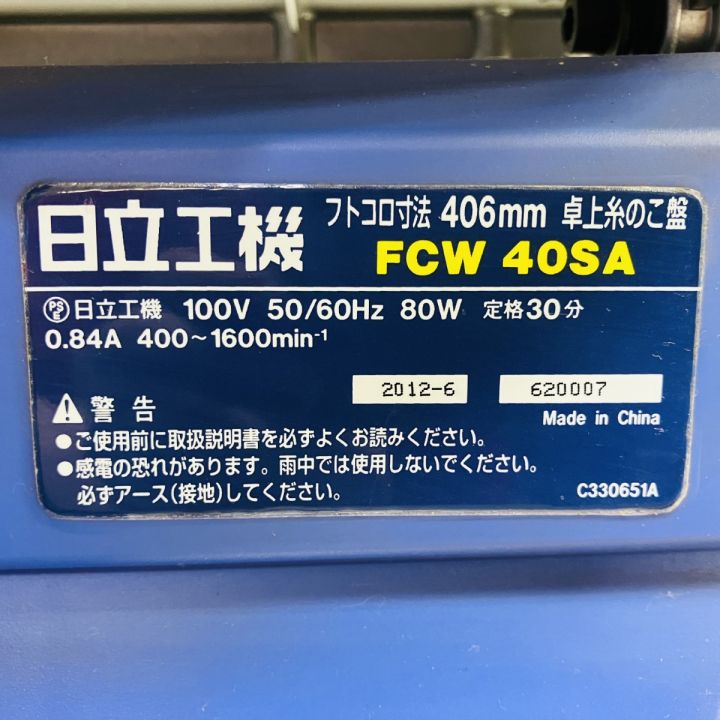 日立工機 フトコロ寸法 406mm 卓上糸のこ盤
FCW 40SA
PSE 日立工機 100V 50/60Hz 80W 定格30分
0.84A 400～1600min-1
2012-6 620007
Made in China
警告
●ご使用前に取扱説明書を必ずよくお読みください。
●感電の恐れがあります。雨中では使用しないでください。
必ずアース(接地)してください。
C330651A